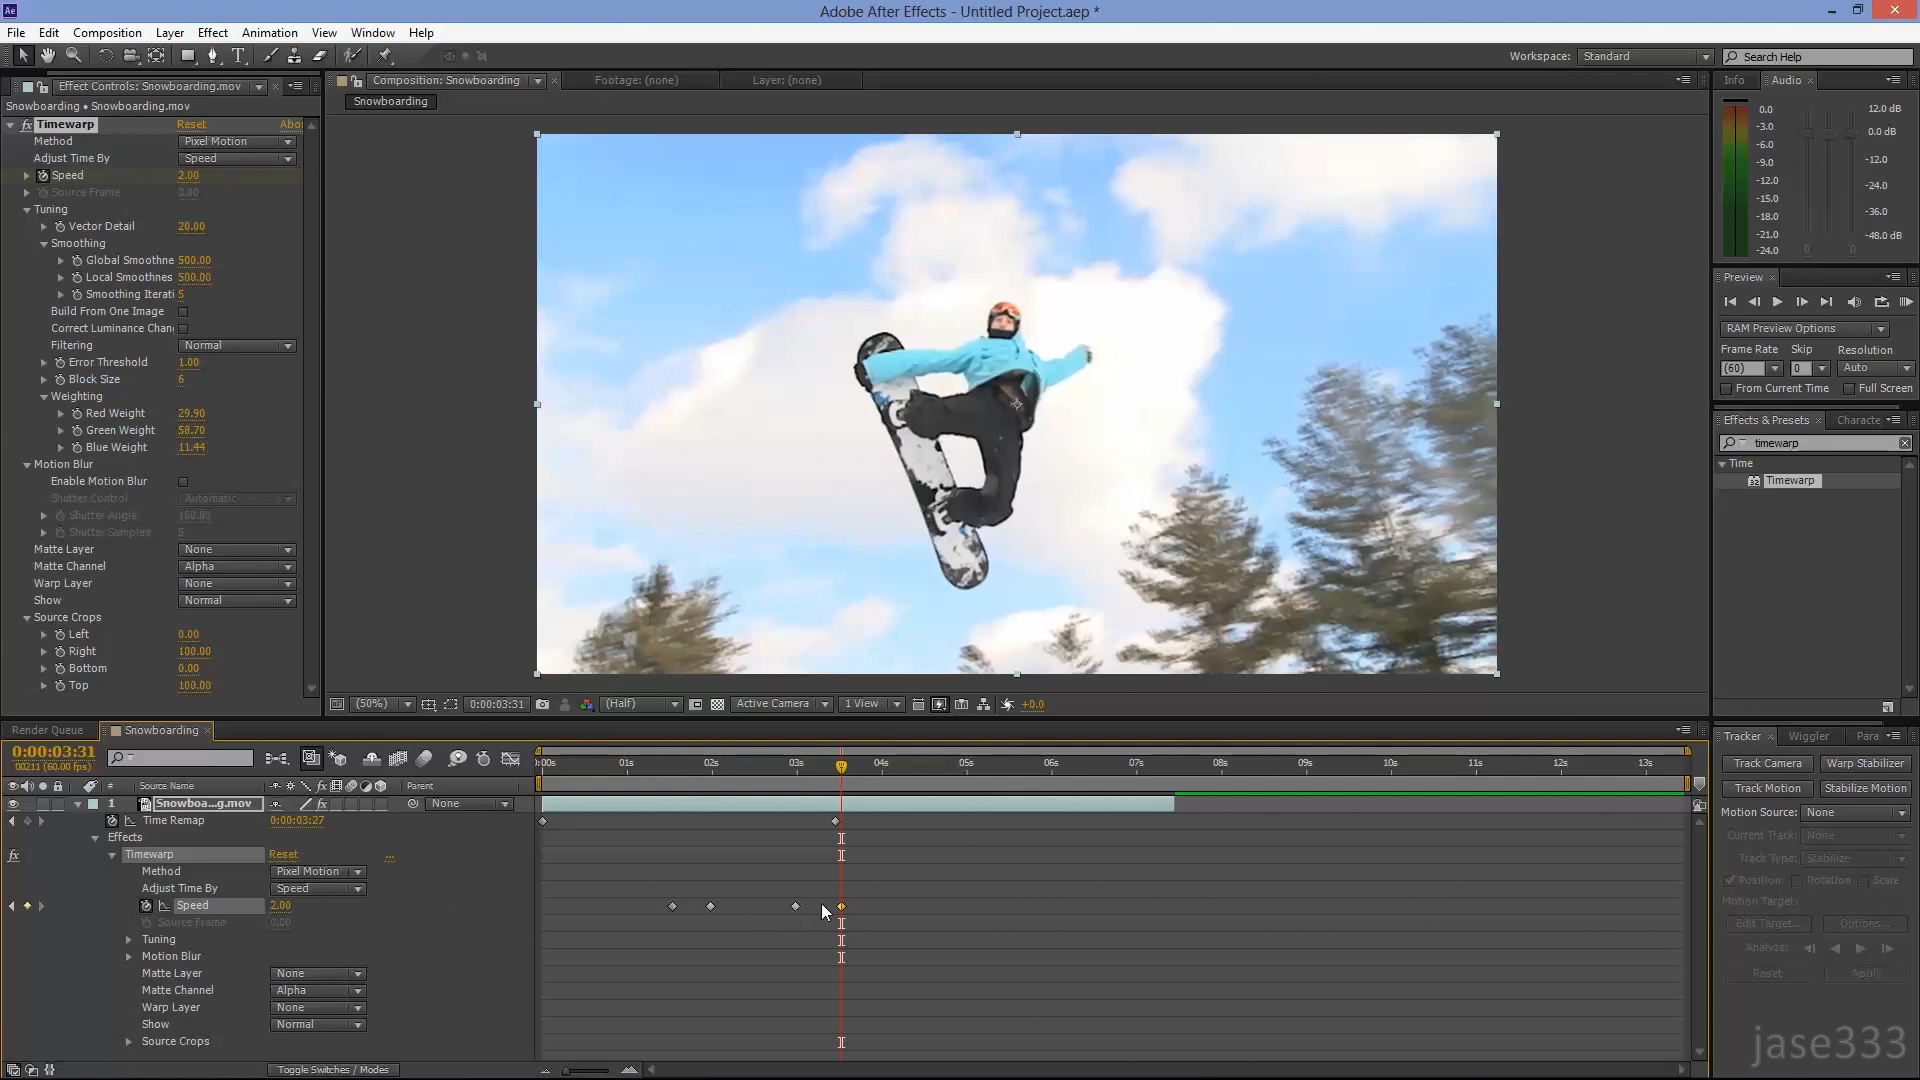 Ae
Adobe After Effects - Untitled Project.aep *
File Edit Composition Layer Effect Animation View Window Help
Workspace: Standard
Search Help
Effect Controls: Snowboarding.mov
Snowboarding • Snowboarding.mov
fx Timewarp Reset Abo
Method Pixel Motion
Adjust Time By Speed
Speed 2.00
Source Frame 0.00
Tuning
Vector Detail 20.00
Smoothing
Global Smoothne 500.00
Local Smoothnes 500.00
Smoothing Iterati 5
Build From One Image
Correct Luminance Chan
Filtering Normal
Error Threshold 1.00
Block Size 6
Weighting
Red Weight 29.90
Green Weight 58.70
Blue Weight 11.44
Motion Blur
Enable Motion Blur
Shutter Control Automatic
Shutter Angle 180.00
Shutter Samples 5
Matte Layer None
Matte Channel Alpha
Warp Layer None
Show Normal
Source Crops
Left 0.00
Right 100.00
Bottom 0.00
Top 100.00
Composition: Snowboarding Footage: (none) Layer: (none)
Snowboarding
(50%) 0:00:03:31 (Half) Active Camera 1 View +0.0
Info Audio
0.0 12.0 dB
-3.0 0.0 dB
-6.0
-9.0 -12.0
-12.0 -24.0
-15.0
-18.0 -36.0
-21.0
-24.0 -48.0 dB
Preview
RAM Preview Options
Frame Rate Skip Resolution
(60) 0 Auto
From Current Time Full Screen
Effects & Presets Characte
timewarp
Time
32 Timewarp
Render Queue Snowboarding
0:00:03:31
00211 (60.00 fps)
# Source Name fx Parent
1 Snowboa...g.mov fx None
Time Remap 0:00:03:27
Effects
fx Timewarp Reset ...
Method Pixel Motion
Adjust Time By Speed
Speed 2.00
Source Frame 0.00
Tuning
Motion Blur
Matte Layer None
Matte Channel Alpha
Warp Layer None
Show Normal
Source Crops
Toggle Switches / Modes
):00s 01s 02s 03s 04s 05s 06s 07s 08s 09s 10s 11s 12s 13s
Tracker Wiggler Para
Track Camera Warp Stabilizer
Track Motion Stabilize Motion
Motion Source: None
Current Track: None
Track Type: Stabilize
Position Rotation Scale
Motion Target:
Edit Target... Options...
Analyze:
Reset Apply
jase333